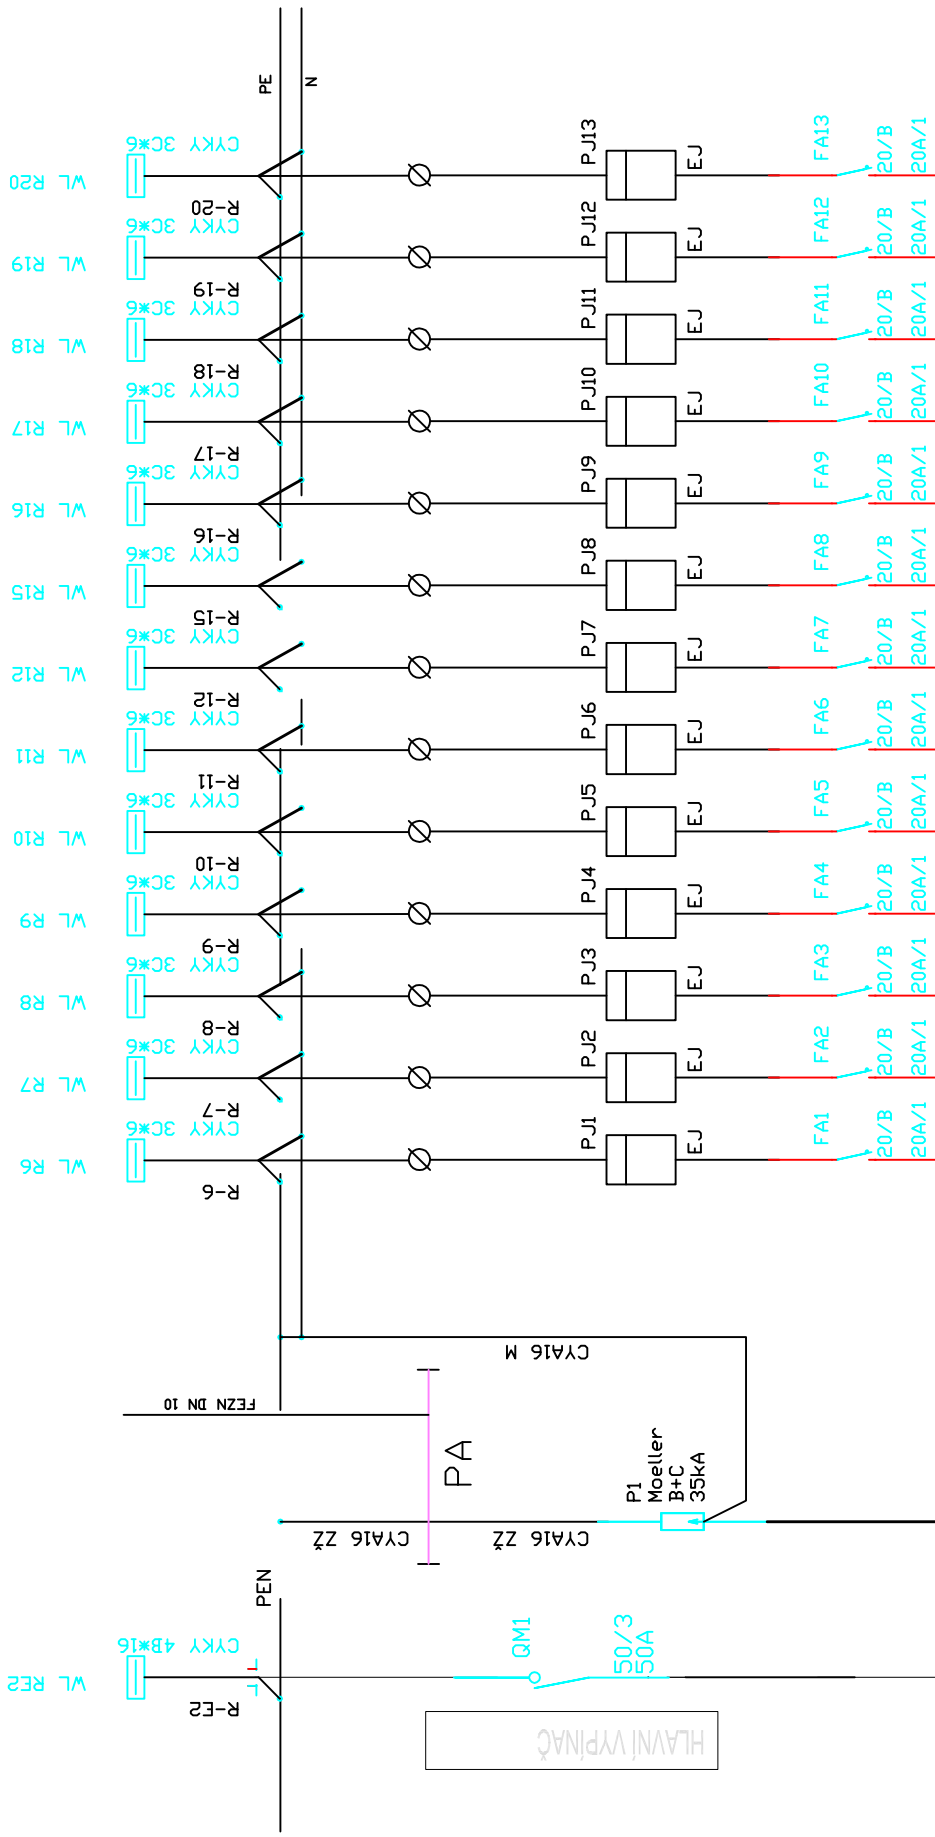 PE
N
WL R20
CYKY 3C*6
R-20
PJ13
EJ
FA13
20/B
20A/1
WL R19
CYKY 3C*6
R-19
PJ12
EJ
FA12
20/B
20A/1
WL R18
CYKY 3C*6
R-18
PJ11
EJ
FA11
20/B
20A/1
WL R17
CYKY 3C*6
R-17
PJ10
EJ
FA10
20/B
20A/1
WL R16
CYKY 3C*6
R-16
PJ9
EJ
FA9
20/B
20A/1
WL R15
CYKY 3C*6
R-15
PJ8
EJ
FA8
20/B
20A/1
WL R12
CYKY 3C*6
R-12
PJ7
EJ
FA7
20/B
20A/1
WL R11
CYKY 3C*6
R-11
PJ6
EJ
FA6
20/B
20A/1
WL R10
CYKY 3C*6
R-10
PJ5
EJ
FA5
20/B
20A/1
WL R9
CYKY 3C*6
R-9
PJ4
EJ
FA4
20/B
20A/1
WL R8
CYKY 3C*6
R-8
PJ3
EJ
FA3
20/B
20A/1
WL R7
CYKY 3C*6
R-7
PJ2
EJ
FA2
20/B
20A/1
WL R6
CYKY 3C*6
R-6
PJ1
EJ
FA1
20/B
20A/1
CYA16 M
FEZN DN 10
PA
P1
Moeller
B+C
35kA
CYA16 ZŽ
CYA16 ZŽ
PEN
WL RE2
CYKY 4B*16
R-E2
QM1
50/3
50A
HLAVNÍ VYPÍNAČ